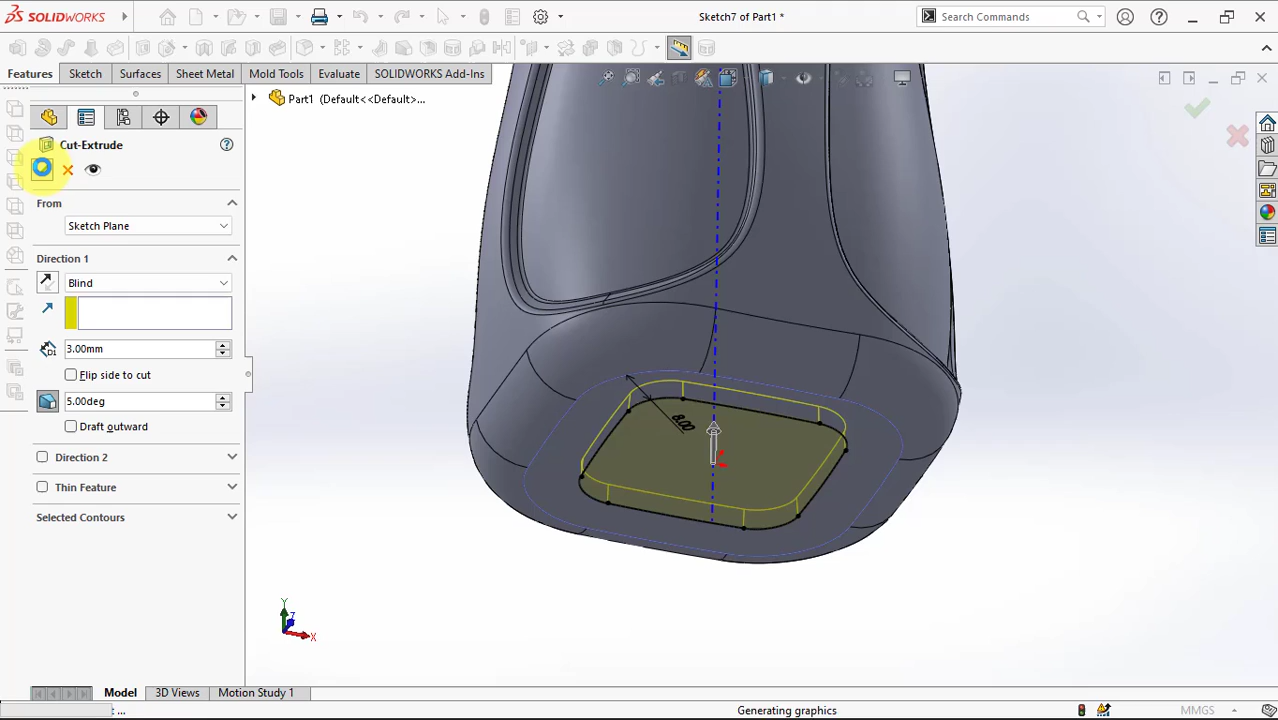 SOLIDWORKS
Sketch7 of Part1 *
Search Commands
Features
Sketch
Surfaces
Sheet Metal
Mold Tools
Evaluate
SOLIDWORKS Add-Ins
Part1 (Default<<Default>...
Cut-Extrude
From
Sketch Plane
Direction 1
Blind
D1
3.00mm
Flip side to cut
5.00deg
Draft outward
Direction 2
Thin Feature
Selected Contours
8.00
Y
Z
X
Model
3D Views
Motion Study 1
: ...
Generating graphics
MMGS